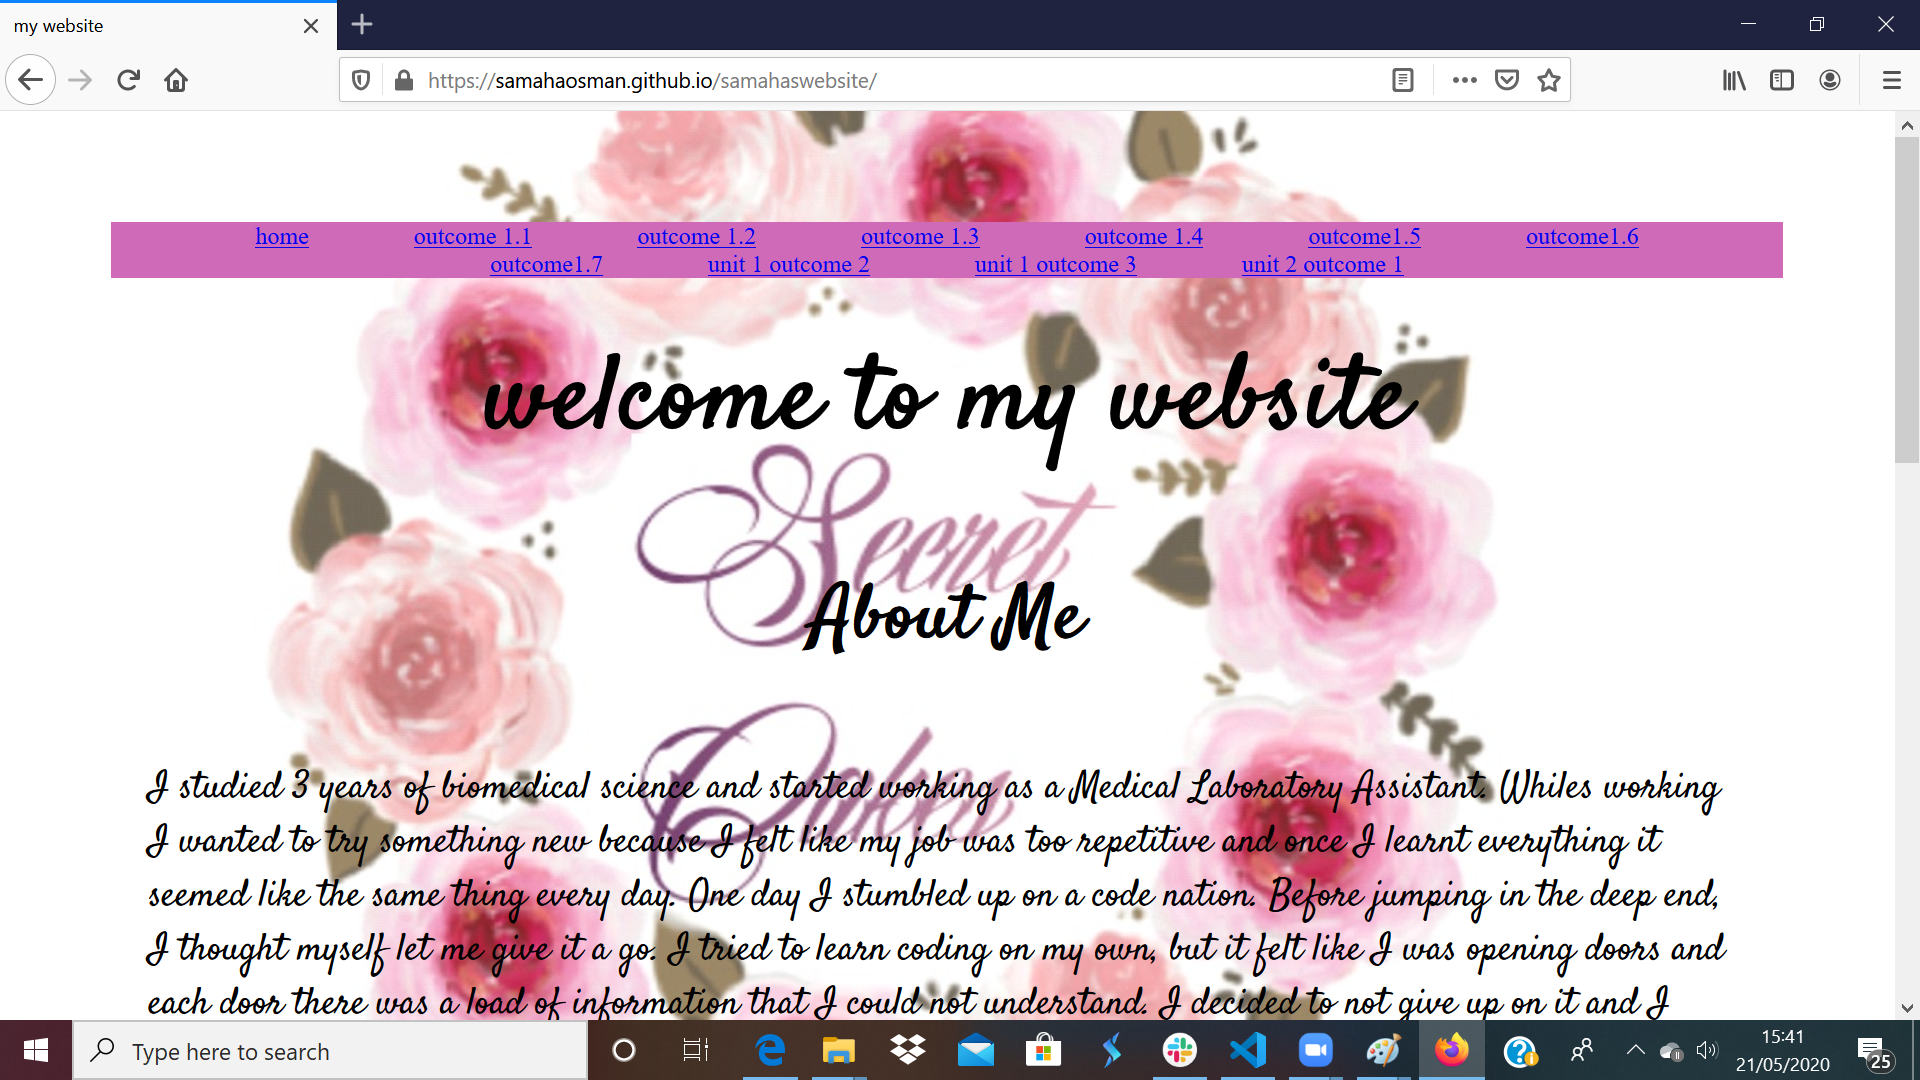 my website
https://samahaosman.github.io/samahaswebsite/
home outcome 1.1 outcome 1.2 outcome 1.3 outcome 1.4 outcome1.5 outcome1.6
outcome1.7 unit 1 outcome 2 unit 1 outcome 3 unit 2 outcome 1
welcome to my website
Secret
About Me
Cakes
I studied 3 years of biomedical science and started working as a Medical Laboratory Assistant. Whiles working
I wanted to try something new because I felt like my job was too repetitive and once I learnt everything it
seemed like the same thing every day. One day I stumbled up on a code nation. Before jumping in the deep end,
I thought myself let me give it a go. I tried to learn coding on my own, but it felt like I was opening doors and
each door there was a load of information that I could not understand. I decided to not give up on it and I
Type here to search
15:41
21/05/2020
25